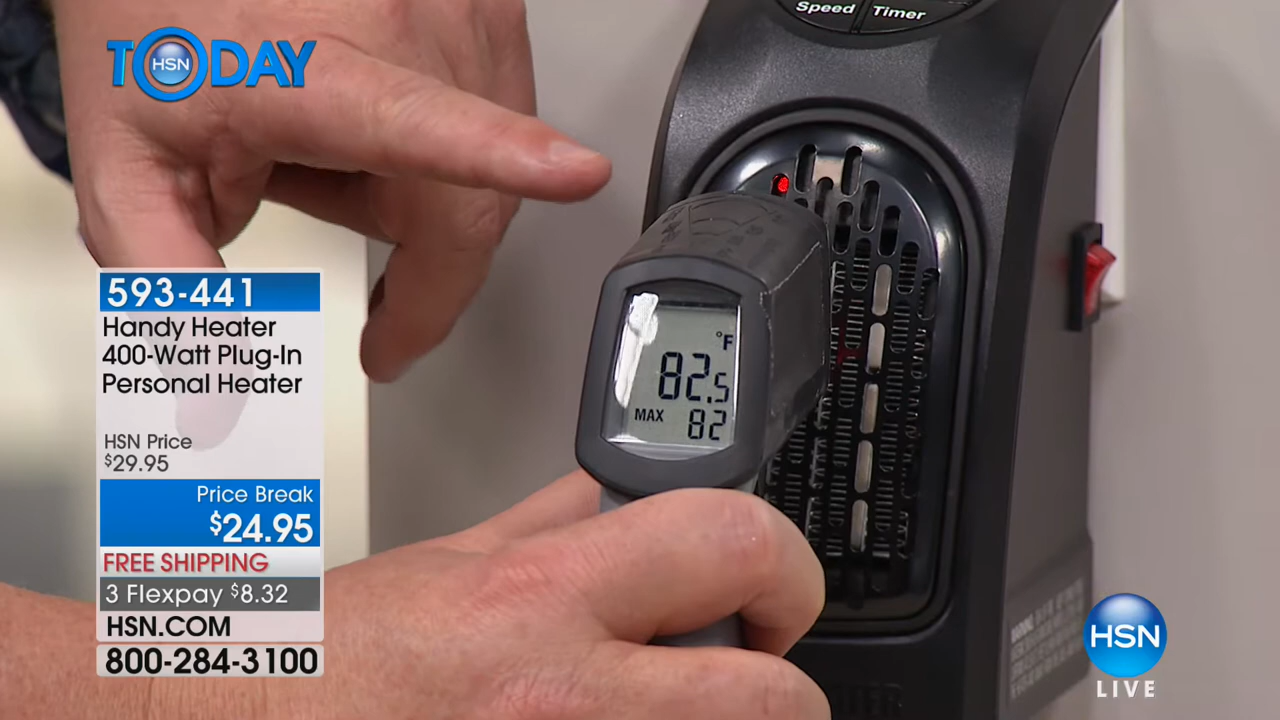 TODAY
HSN
Speed
Timer
593-441
Handy Heater
400-Watt Plug-In
Personal Heater
HSN Price
$29.95
Price Break
$24.95
FREE SHIPPING
3 Flexpay $8.32
HSN.COM
800-284-3100
°F
82.5
MAX 82
HSN
LIVE